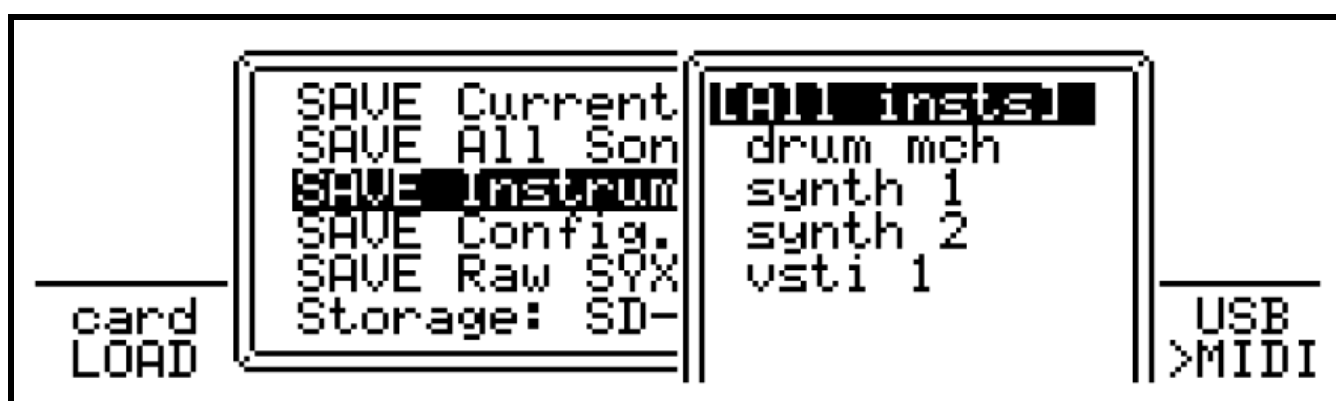 SAVE Current
SAVE All Son
SAVE Instrum
SAVE Config.
SAVE Raw SYX
Storage: SD-
[All insts]
drum mch
synth 1
synth 2
vsti 1
card
LOAD
USB
>MIDI